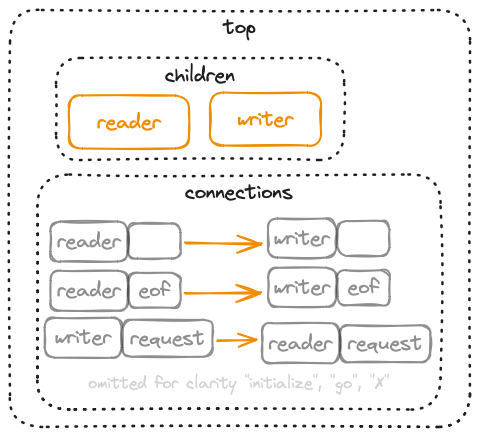 top
children
reader writer
connections
reader writer
reader eof writer eof
writer request reader request
omitted for clarity "initialize", "go", "X"